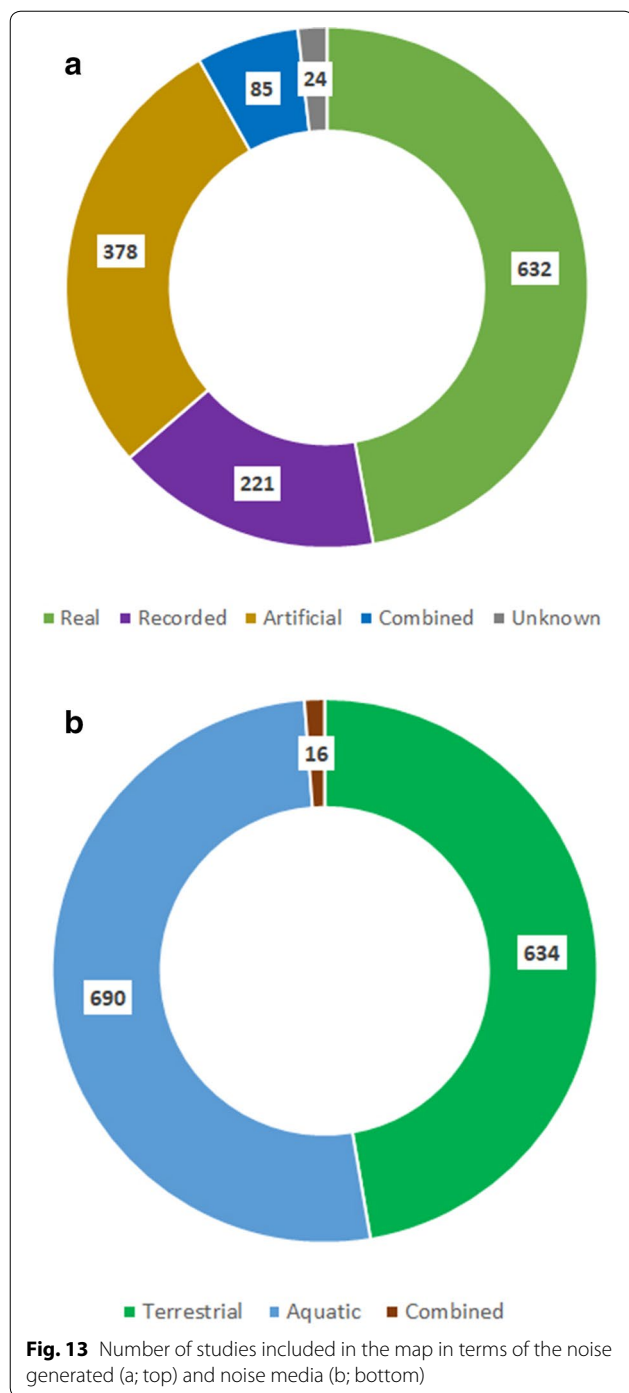 a
24
85
378
632
221
Real Recorded Artificial Combined Unknown
b
16
634
690
Terrestrial Aquatic Combined
Fig. 13 Number of studies included in the map in terms of the noise
generated (a; top) and noise media (b; bottom)